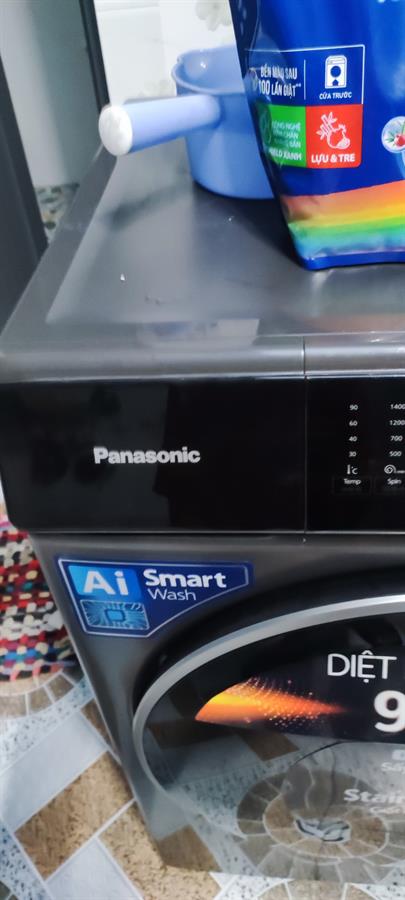 BỀN MÀU SAU
100 LẦN GIẶT
CỬA TRƯỚC
LỰU & TRE
Panasonic
90 1400
60 1200
40 700
30 500
°C
Temp Spin
Ai Smart
Wash
DIỆT
9
Stai